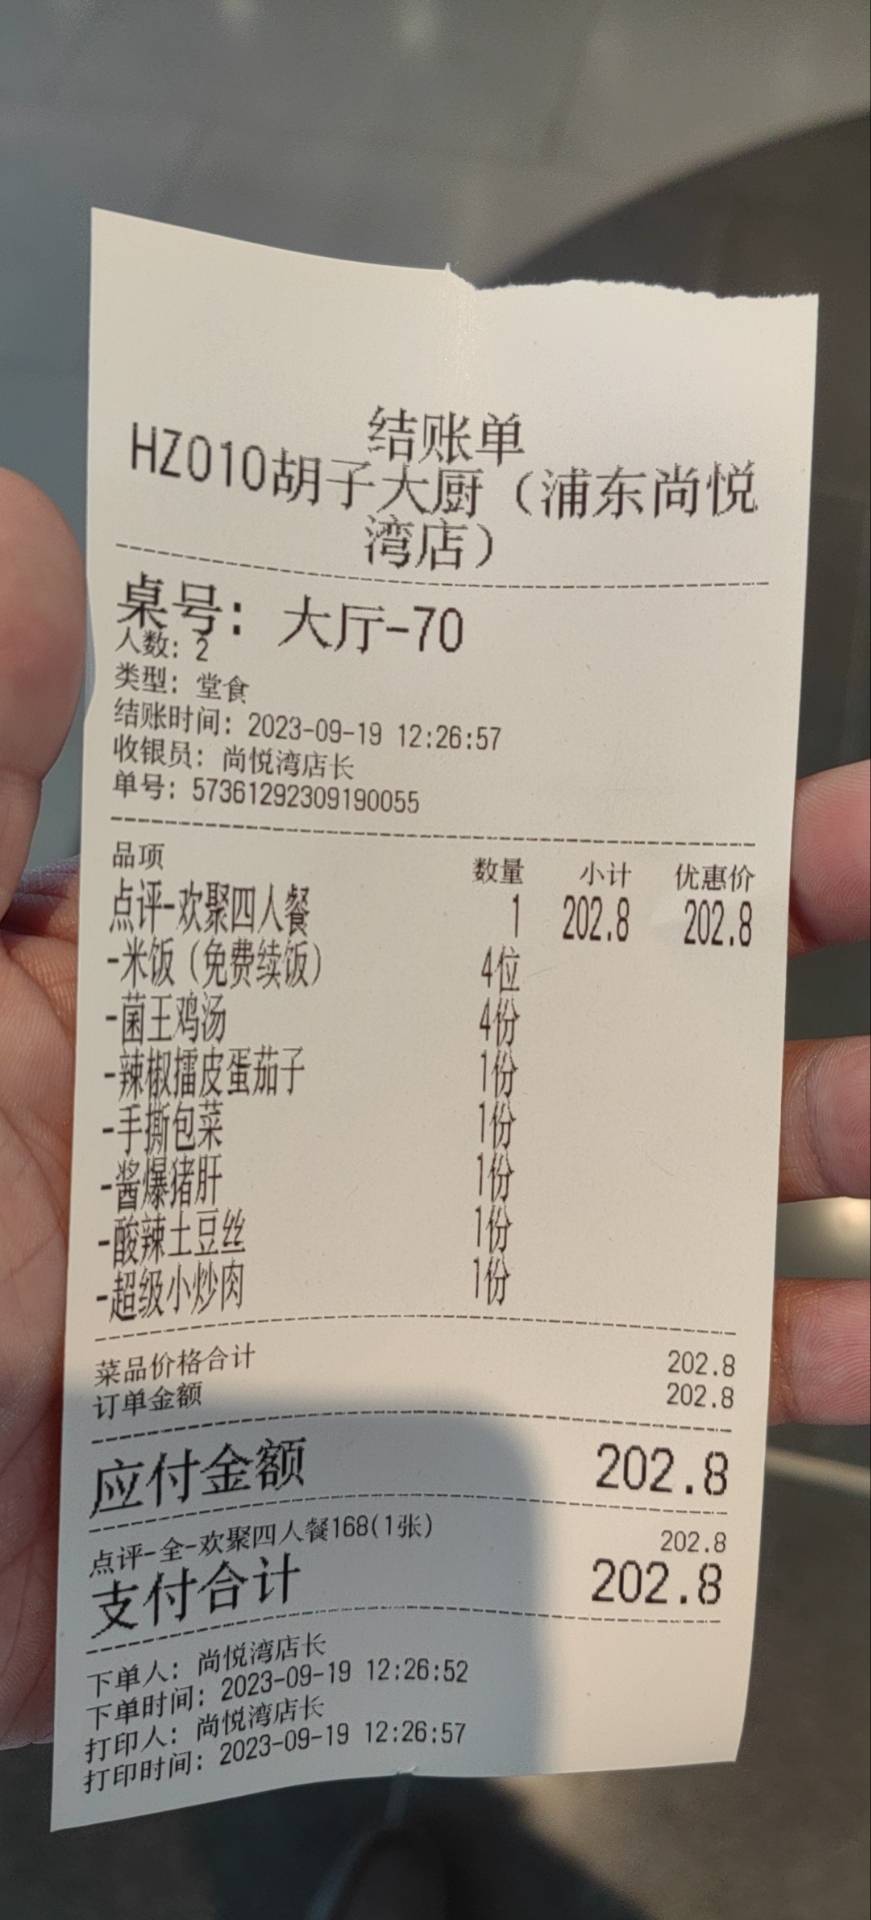 结账单
HZ010胡子大厨（浦东尚悦
湾店）
桌号：大厅-70
人数：2
类型：堂食
结账时间：2023-09-19 12:26:57
收银员：尚悦湾店长
单号：573612923091900​55
品项 数量 小计 优惠价
点评-欢聚四人餐 1 202.8 202.8
-米饭（免费续饭） 4位
-菌王鸡汤 4份
-辣椒擂皮蛋茄子 1份
-手撕包菜 1份
-酱爆猪肝 1份
-酸辣土豆丝 1份
-超级小炒肉 1份
菜品价格合计 202.8
订单金额 202.8
应付金额 202.8
点评-全-欢聚四人餐168(1张) 202.8
支付合计 202.8
下单人：尚悦湾店长
下单时间：2023-09-19 12:26:52
打印人：尚悦湾店长
打印时间：2023-09-19 12:26:57